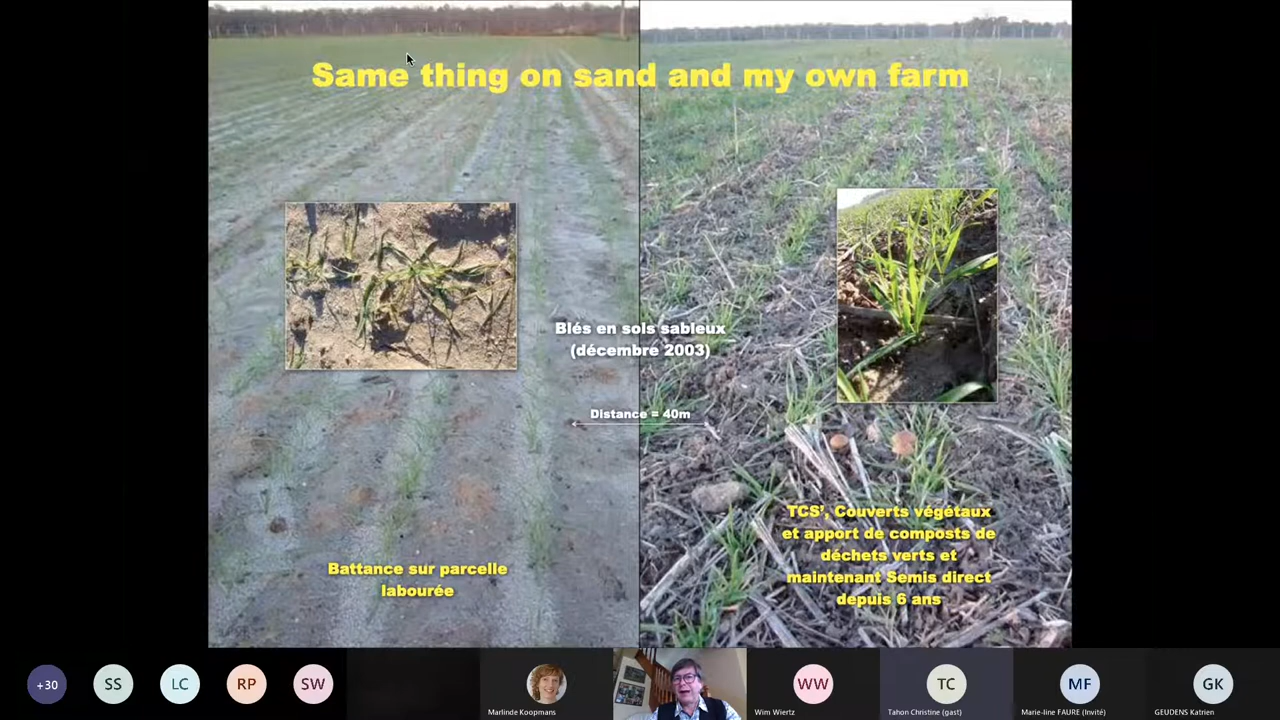 Same thing on sand and my own farm
Blés en sols sableux
(décembre 2003)
Distance = 40m
Battance sur parcelle
labourée
TCS', Couverts végétaux
et apport de composts de
déchets verts et
maintenant Semis direct
depuis 6 ans
+30
SS
LC
RP
SW
Marlinde Koopmans
WW
Wim Wiertz
TC
Tahon Christine (gast)
MF
Marie-line FAURE (Invité)
GK
GEUDENS Katrien